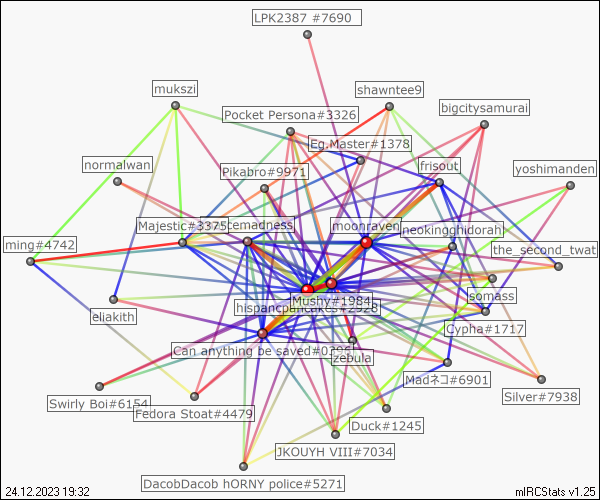 LPK2387 #7690
mukszi
shawntee9
Pocket Persona#3326
bigcitysamurai
Eg.Master#1378
normalwan
Pikabro#9971
frisout
yoshimanden
Majestic#3375
cemadness
moonraven
neokingghidorah
ming#4742
the_second_twat
Mushy#1984
somass
hispancpancakes#2928
eliakith
Cypha#1717
Can anything be saved#0386
zebula
Madネコ#6901
Swirly Boi#6154
Silver#7938
Fedora Stoat#4479
Duck#1245
JKOUYH VIII#7034
DacobDacob hORNY police#5271
24.12.2023 19:32
mIRCStats v1.25